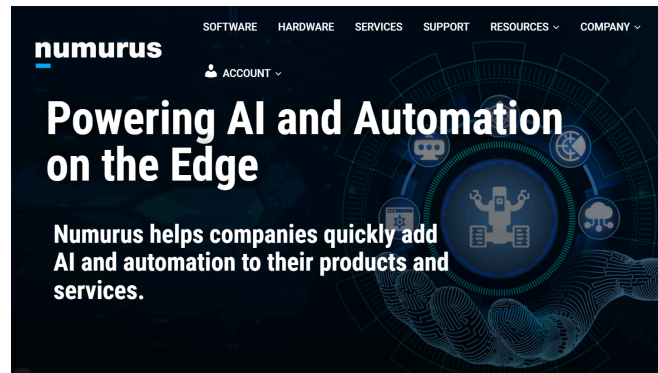 numurus
SOFTWARE HARDWARE SERVICES SUPPORT RESOURCES COMPANY
ACCOUNT
Powering AI and Automation
on the Edge
Numurus helps companies quickly add
AI and automation to their products and
services.